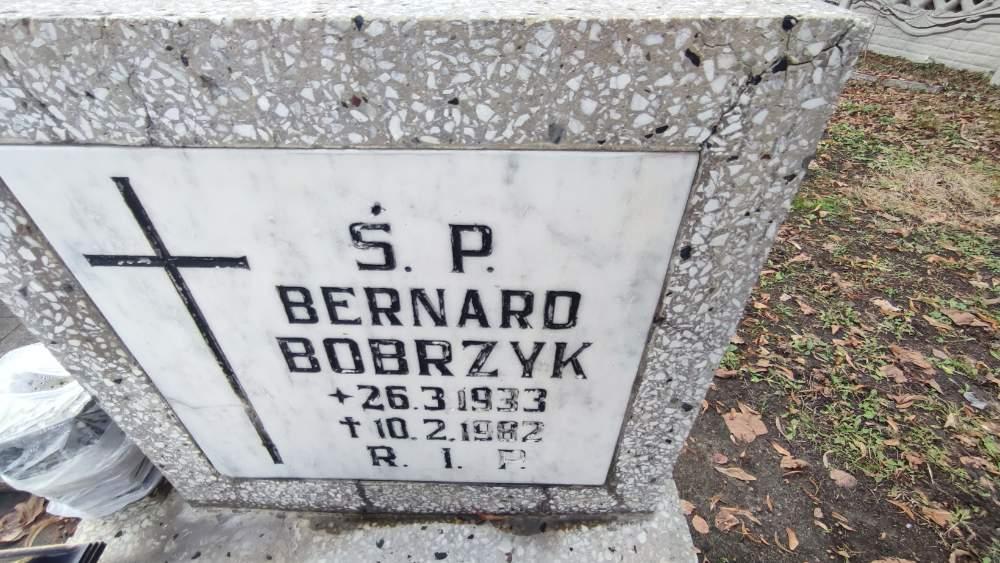 Ś. P.
BERNARD
BOBRZYK
✦26.3.1933
✝10.2.1982
R. I. P.